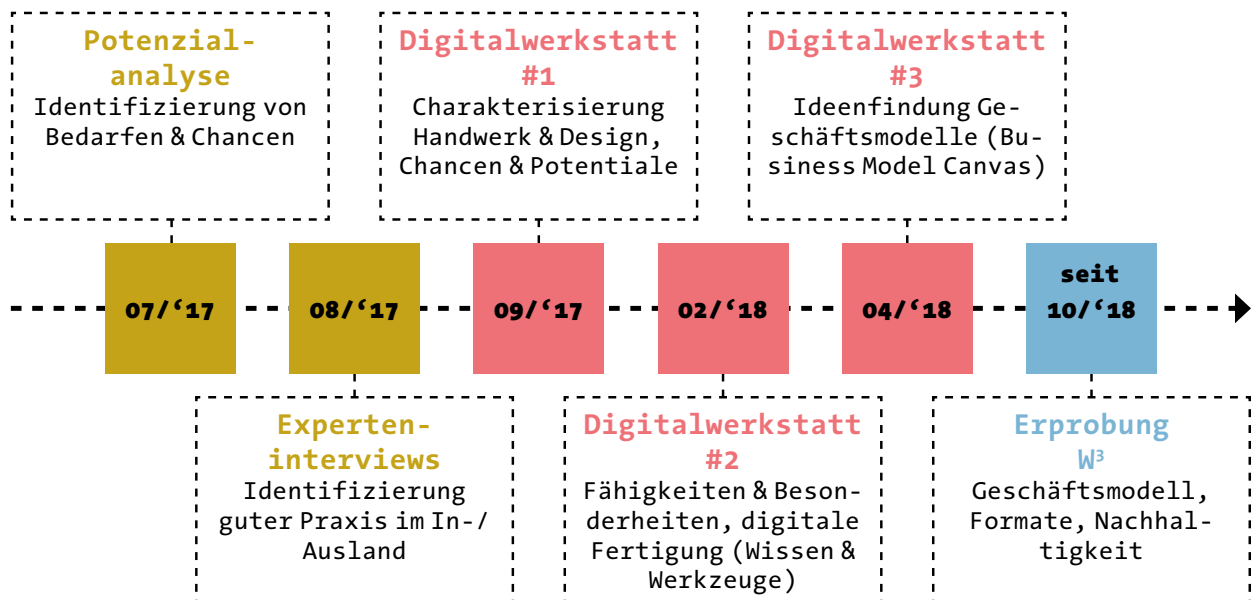 Potenzial-
analyse
Identifizierung von
Bedarfen & Chancen
Digitalwerkstatt
#1
Charakterisierung
Handwerk & Design,
Chancen & Potentiale
Digitalwerkstatt
#3
Ideenfindung Ge-
schäftsmodelle (Bu-
siness Model Canvas)
07/‘17
08/‘17
09/‘17
02/‘18
04/‘18
seit
10/‘18
Experten-
interviews
Identifizierung
guter Praxis im In-/
Ausland
Digitalwerkstatt
#2
Fähigkeiten & Beson-
derheiten, digitale
Fertigung (Wissen &
Werkzeuge)
Erprobung
W³
Geschäftsmodell,
Formate, Nachhal-
tigkeit